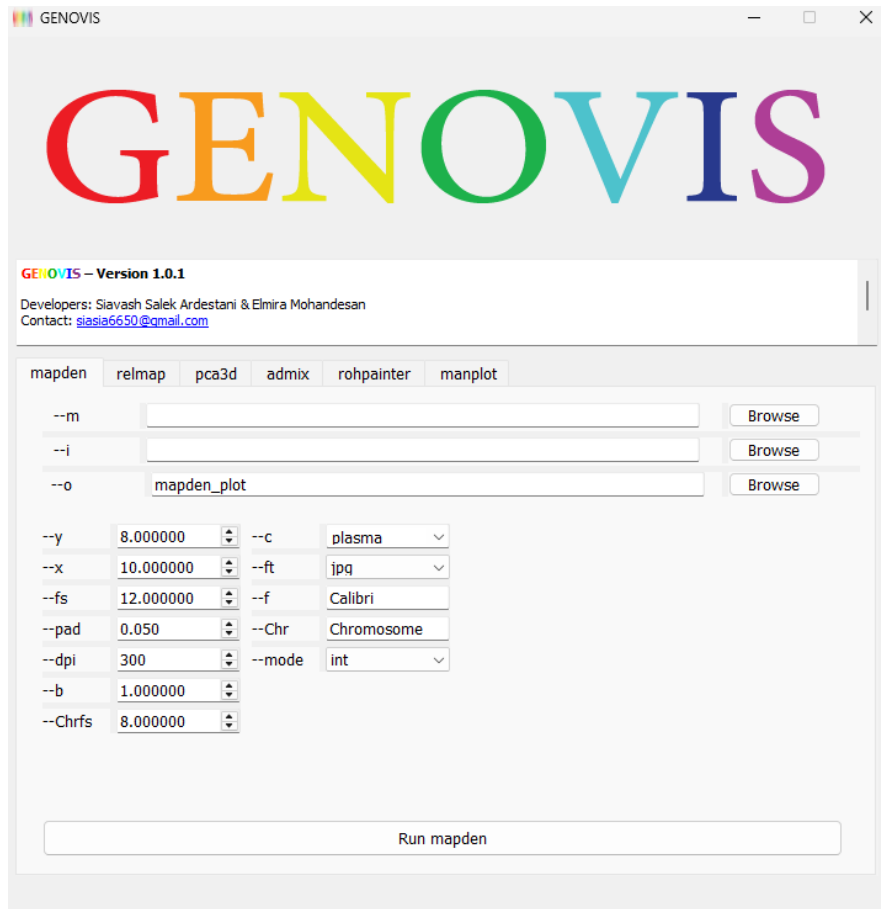 GENOVIS
GENOVIS
GENOVIS – Version 1.0.1
Developers: Siavash Salek Ardestani & Elmira Mohandesan
Contact: siasia6650@gmail.com
mapden relmap pca3d admix rohpainter manplot
--m Browse
--i Browse
--o mapden_plot Browse
--y 8.000000 --c plasma
--x 10.000000 --ft jpg
--fs 12.000000 --f Calibri
--pad 0.050 --Chr Chromosome
--dpi 300 --mode int
--b 1.000000
--Chrfs 8.000000
Run mapden